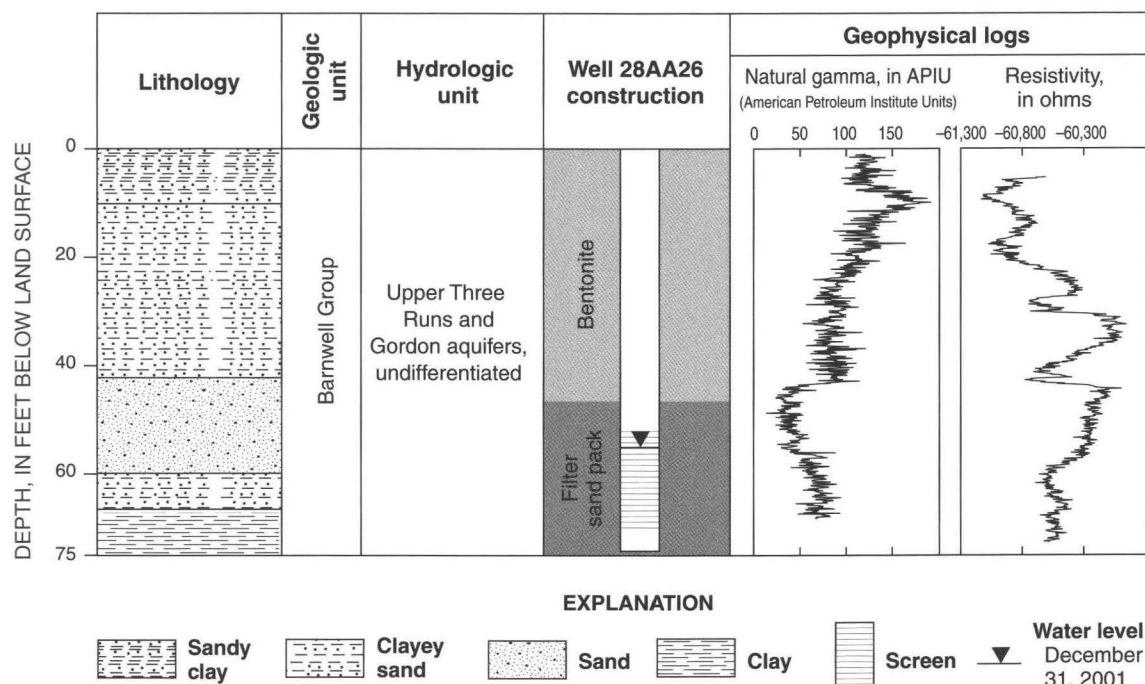 Geophysical logs
Lithology
Geologic
unit
Hydrologic
unit
Well 28AA26
construction
Natural gamma, in APIU
(American Petroleum Institute Units)
Resistivity,
in ohms
0 50 100 150
–61,300 –60,800 –60,300
DEPTH, IN FEET BELOW LAND SURFACE
0
20
40
60
75
Barnwell Group
Upper Three
Runs and
Gordon aquifers,
undifferentiated
Bentonite
Filter
sand pack
EXPLANATION
Sandy
clay
Clayey
sand
Sand
Clay
Screen
Water level
December
31, 2001